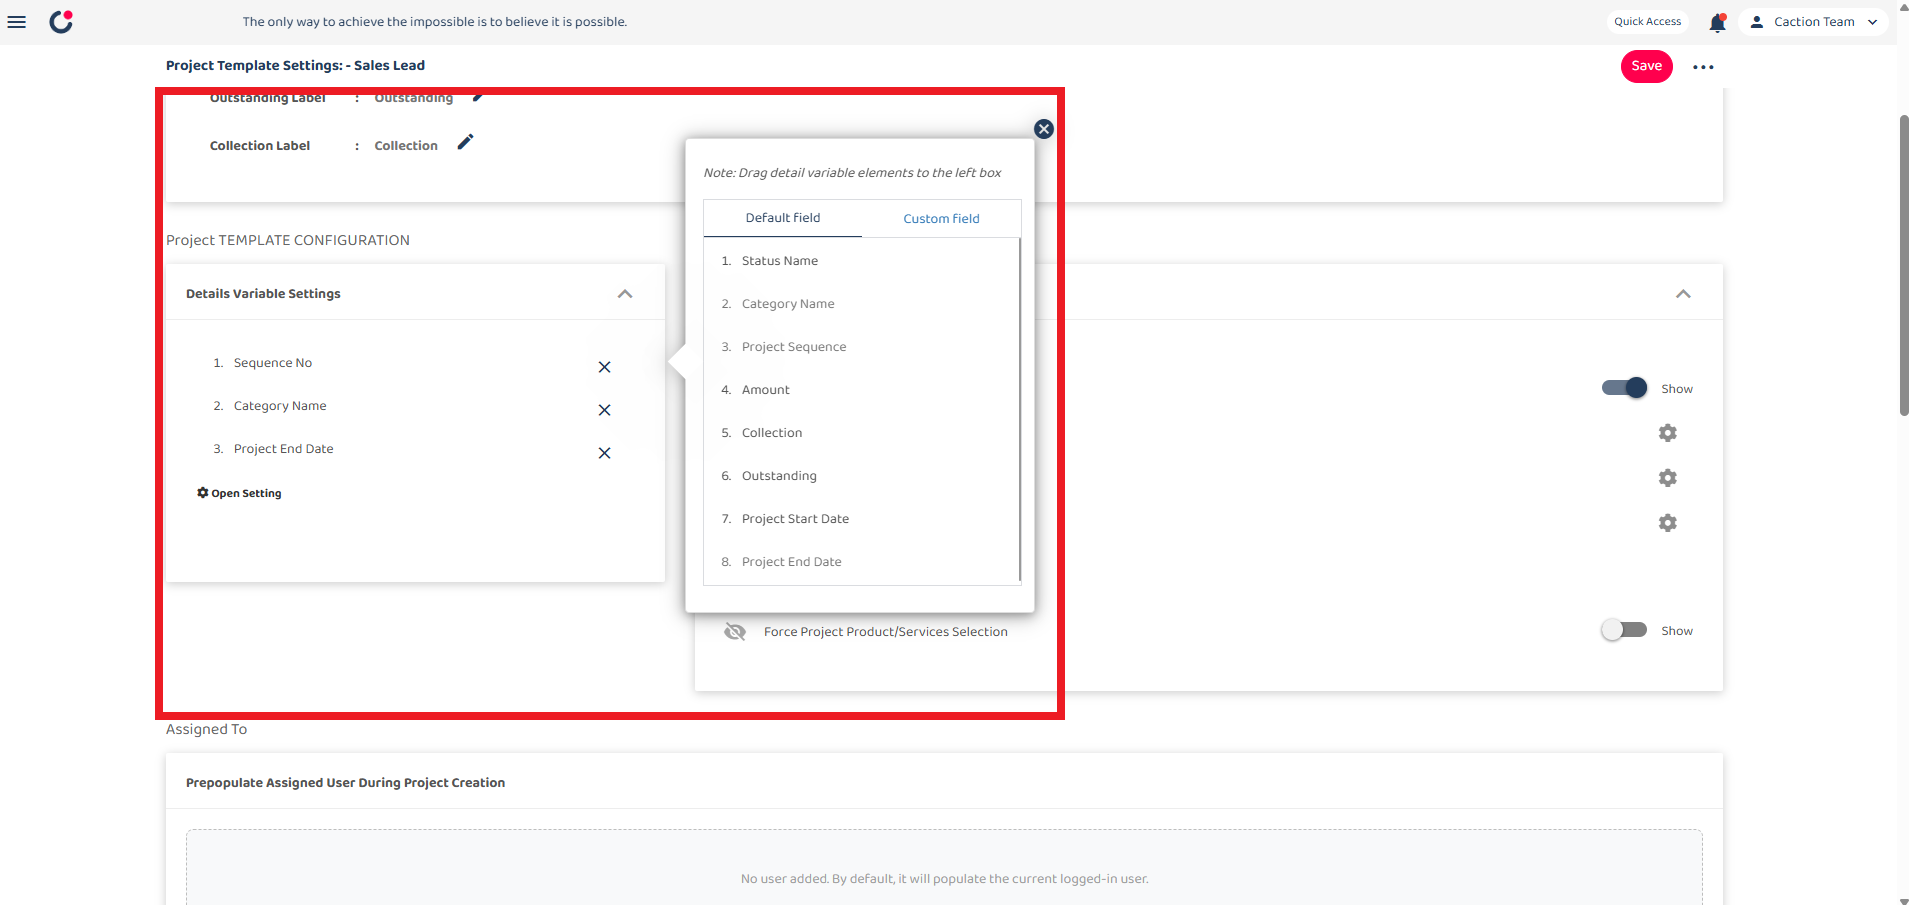 The only way to achieve the impossible is to believe it is possible.
Quick Access
Caction Team
Project Template Settings: - Sales Lead
Save
Outstanding Label : Outstanding
Collection Label : Collection
Note: Drag detail variable elements to the left box
Default field Custom field
1. Status Name
2. Category Name
3. Project Sequence
4. Amount
5. Collection
6. Outstanding
7. Project Start Date
8. Project End Date
Project TEMPLATE CONFIGURATION
Details Variable Settings
1. Sequence No
2. Category Name
3. Project End Date
Open Setting
Show
Force Project Product/Services Selection
Show
Assigned To
Prepopulate Assigned User During Project Creation
No user added. By default, it will populate the current logged-in user.